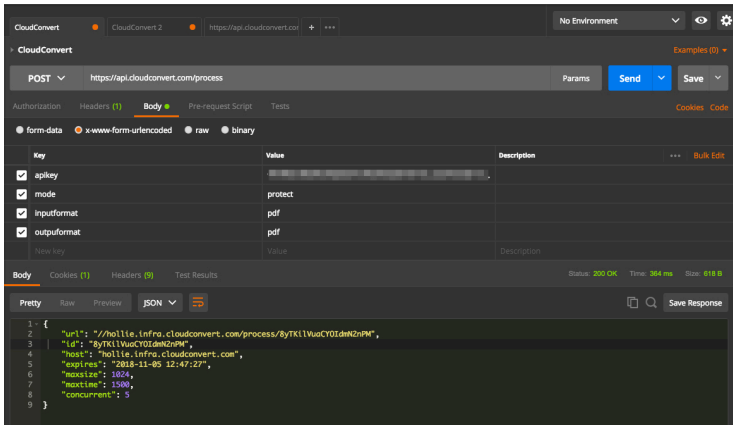 CloudConvert CloudConvert 2 https://api.cloudconvert.com + ••• No Environment
CloudConvert Examples (0)
POST https://api.cloudconvert.com/process Params Send Save
Authorization Headers (1) Body Pre-request Script Tests Cookies Code
form-data x-www-form-urlencoded raw binary
Key Value Description ••• Bulk Edit
apikey
mode protect
inputformat pdf
outpuformat pdf
New key Value Description
Body Cookies (1) Headers (9) Test Results Status: 200 OK Time: 364 ms Size: 618 B
Pretty Raw Preview JSON Save Response
1 {
2 "url": "//hollie.infra.cloudconvert.com/process/8yTKilVuaCYOIdmN2nPM",
3 "id": "8yTKilVuaCYOIdmN2nPM",
4 "host": "hollie.infra.cloudconvert.com",
5 "expires": "2018-11-05 12:47:27",
6 "maxsize": 1024,
7 "maxtime": 1500,
8 "concurrent": 5
9 }